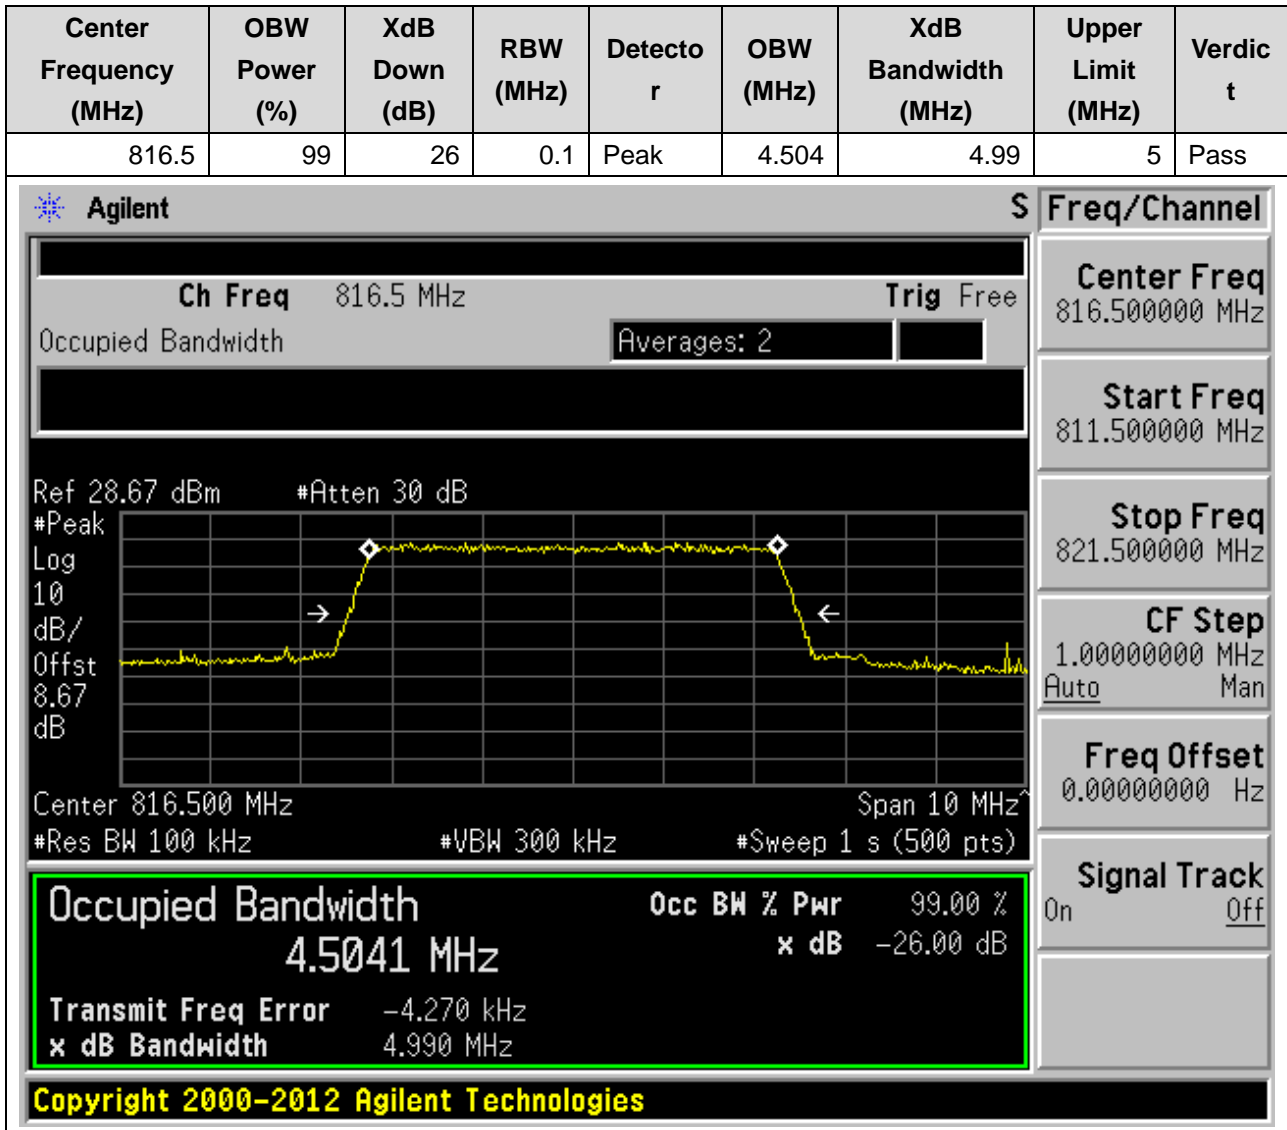 Center Frequency (MHz) OBW Power (%) XdB Down (dB) RBW (MHz) Detector OBW (MHz) XdB Bandwidth (MHz) Upper Limit (MHz) Verdict
816.5 99 26 0.1 Peak 4.504 4.99 5 Pass
Agilent S Freq/Channel
Ch Freq 816.5 MHz Trig Free
Occupied Bandwidth Averages: 2
Center Freq
816.500000 MHz
Start Freq
811.500000 MHz
Stop Freq
821.500000 MHz
CF Step
1.00000000 MHz
Auto Man
Freq Offset
0.00000000 Hz
Signal Track
On Off
Ref 28.67 dBm #Atten 30 dB
#Peak
Log
10
dB/
Offst
8.67
dB
Center 816.500 MHz Span 10 MHz^
#Res BW 100 kHz #VBW 300 kHz #Sweep 1 s (500 pts)
Occupied Bandwidth Occ BW % Pwr 99.00 %
4.5041 MHz x dB -26.00 dB
Transmit Freq Error -4.270 kHz
x dB Bandwidth 4.990 MHz
Copyright 2000-2012 Agilent Technologies